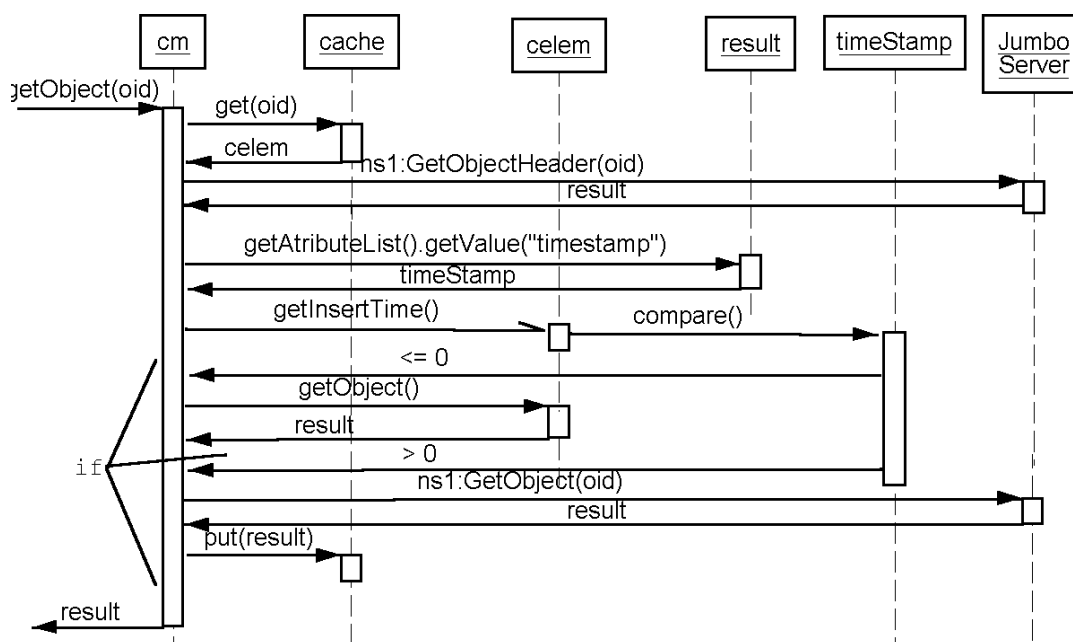 cm
cache
celem
result
timeStamp
Jumbo
Server
getObject(oid)
get(oid)
celem
ns1:GetObjectHeader(oid)
result
getAtributeList().getValue("timestamp")
timeStamp
getInsertTime()
compare()
<= 0
getObject()
result
if
> 0
ns1:GetObject(oid)
result
put(result)
result